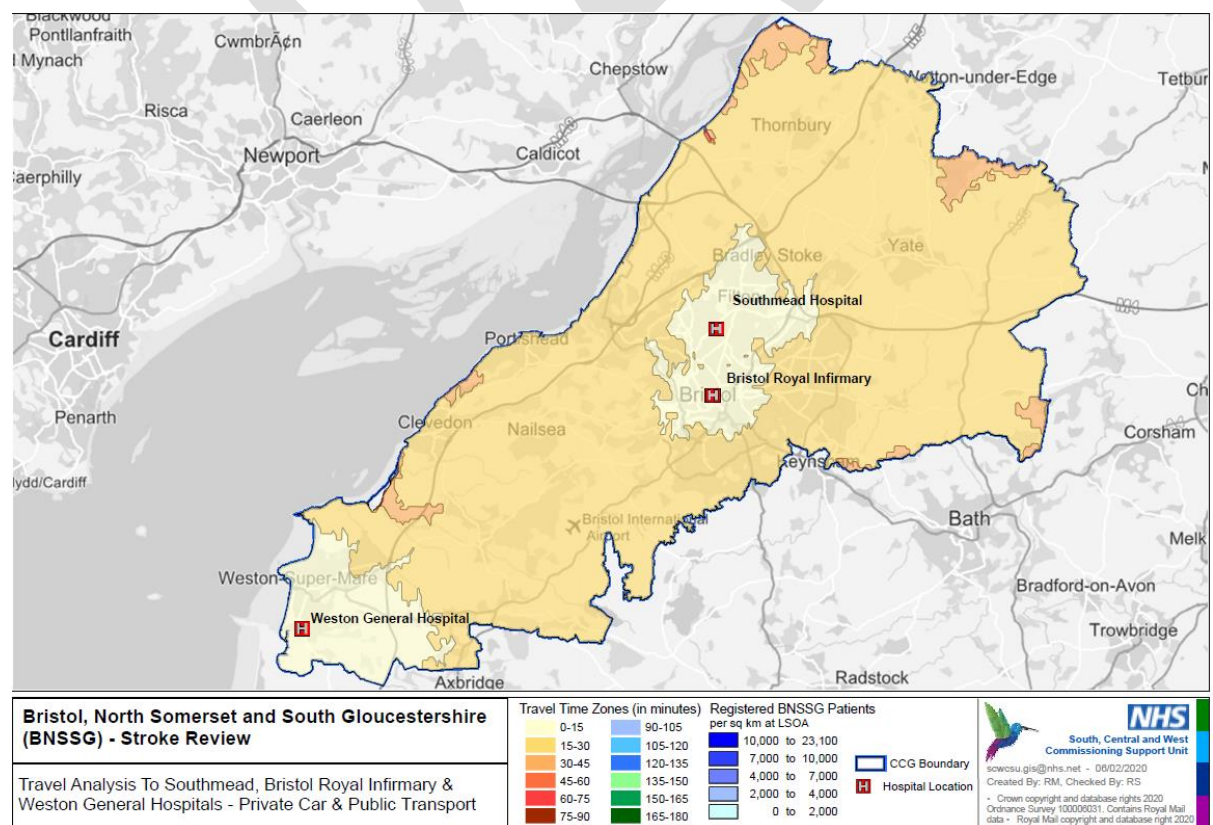 Blackwood
Pontllanfraith
Mynach
CwmbrÃ¢n
Chepstow
Wotton-under-Edge
Tetbur
Risca
Caerleon
Thornbury
Newport
Caldicot
aerphilly
M5
Yate
Bradley Stoke
Filton
Southmead Hospital
H
M4
Cardiff
Portishead
Bristol Royal Infirmary
H
Bristol
Ch
Penarth
Clevedon
Nailsea
Corsham
Keynsham
lydd/Cardiff
Bristol International
Airport
Bath
Melk
Weston-Super-Mare
Bradford-on-Avon
Weston General Hospital
H
Trowbridge
Radstock
Axbridge
Bristol, North Somerset and South Gloucestershire
(BNSSG) - Stroke Review
Travel Analysis To Southmead, Bristol Royal Infirmary &
Weston General Hospitals - Private Car & Public Transport
Travel Time Zones (in minutes)
0-15
15-30
30-45
45-60
60-75
75-90
90-105
105-120
120-135
135-150
150-165
165-180
Registered BNSSG Patients
per sq km at LSOA
10,000 to 23,100
7,000 to 10,000
4,000 to 7,000
2,000 to 4,000
0 to 2,000
CCG Boundary
H Hospital Location
NHS
South, Central and West
Commissioning Support Unit
scwcsu.gis@nhs.net - 06/02/2020
Created By: RM, Checked By: RS
- Crown copyright and database rights 2020
Ordnance Survey 100006031. Contains Royal Mail
data - Royal Mail copyright and database right 2020